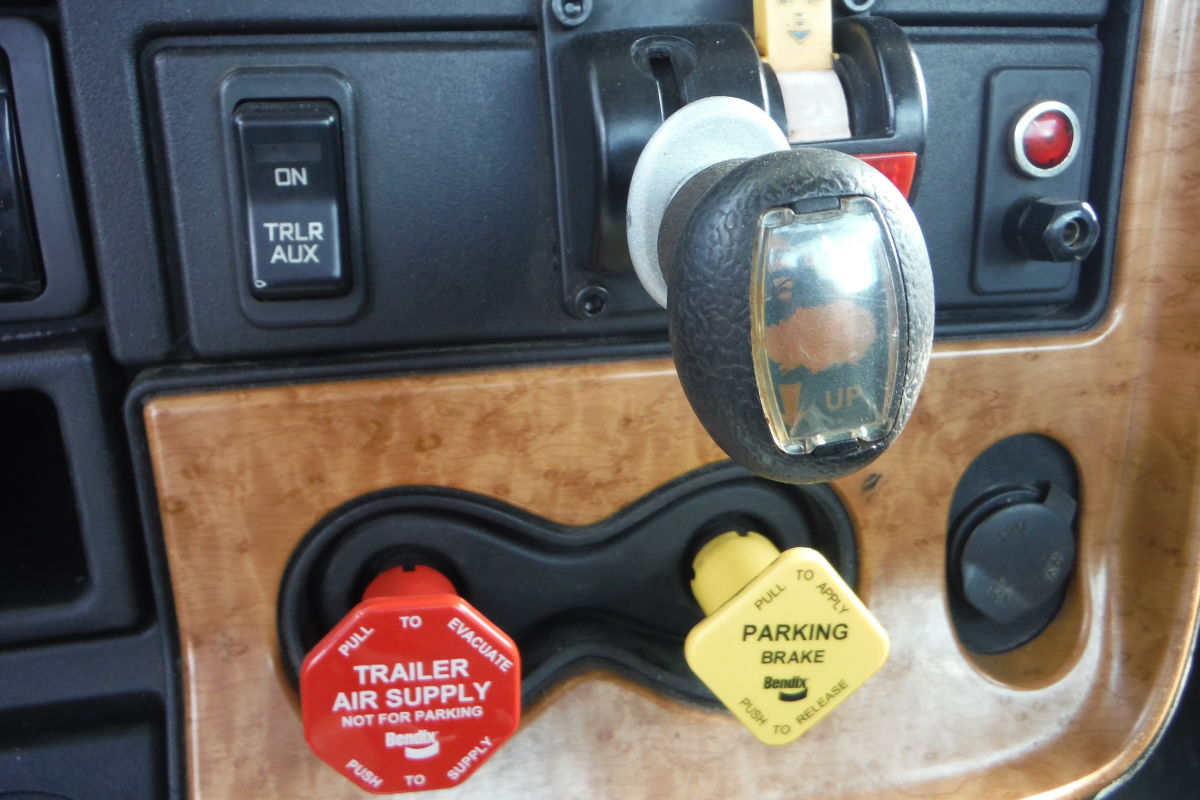 ON
TRLR
AUX
UP
PULL TO EVACUATE
TRAILER
AIR SUPPLY
NOT FOR PARKING
Bendix
PUSH TO SUPPLY
PULL TO APPLY
PARKING
BRAKE
Bendix
PUSH TO RELEASE